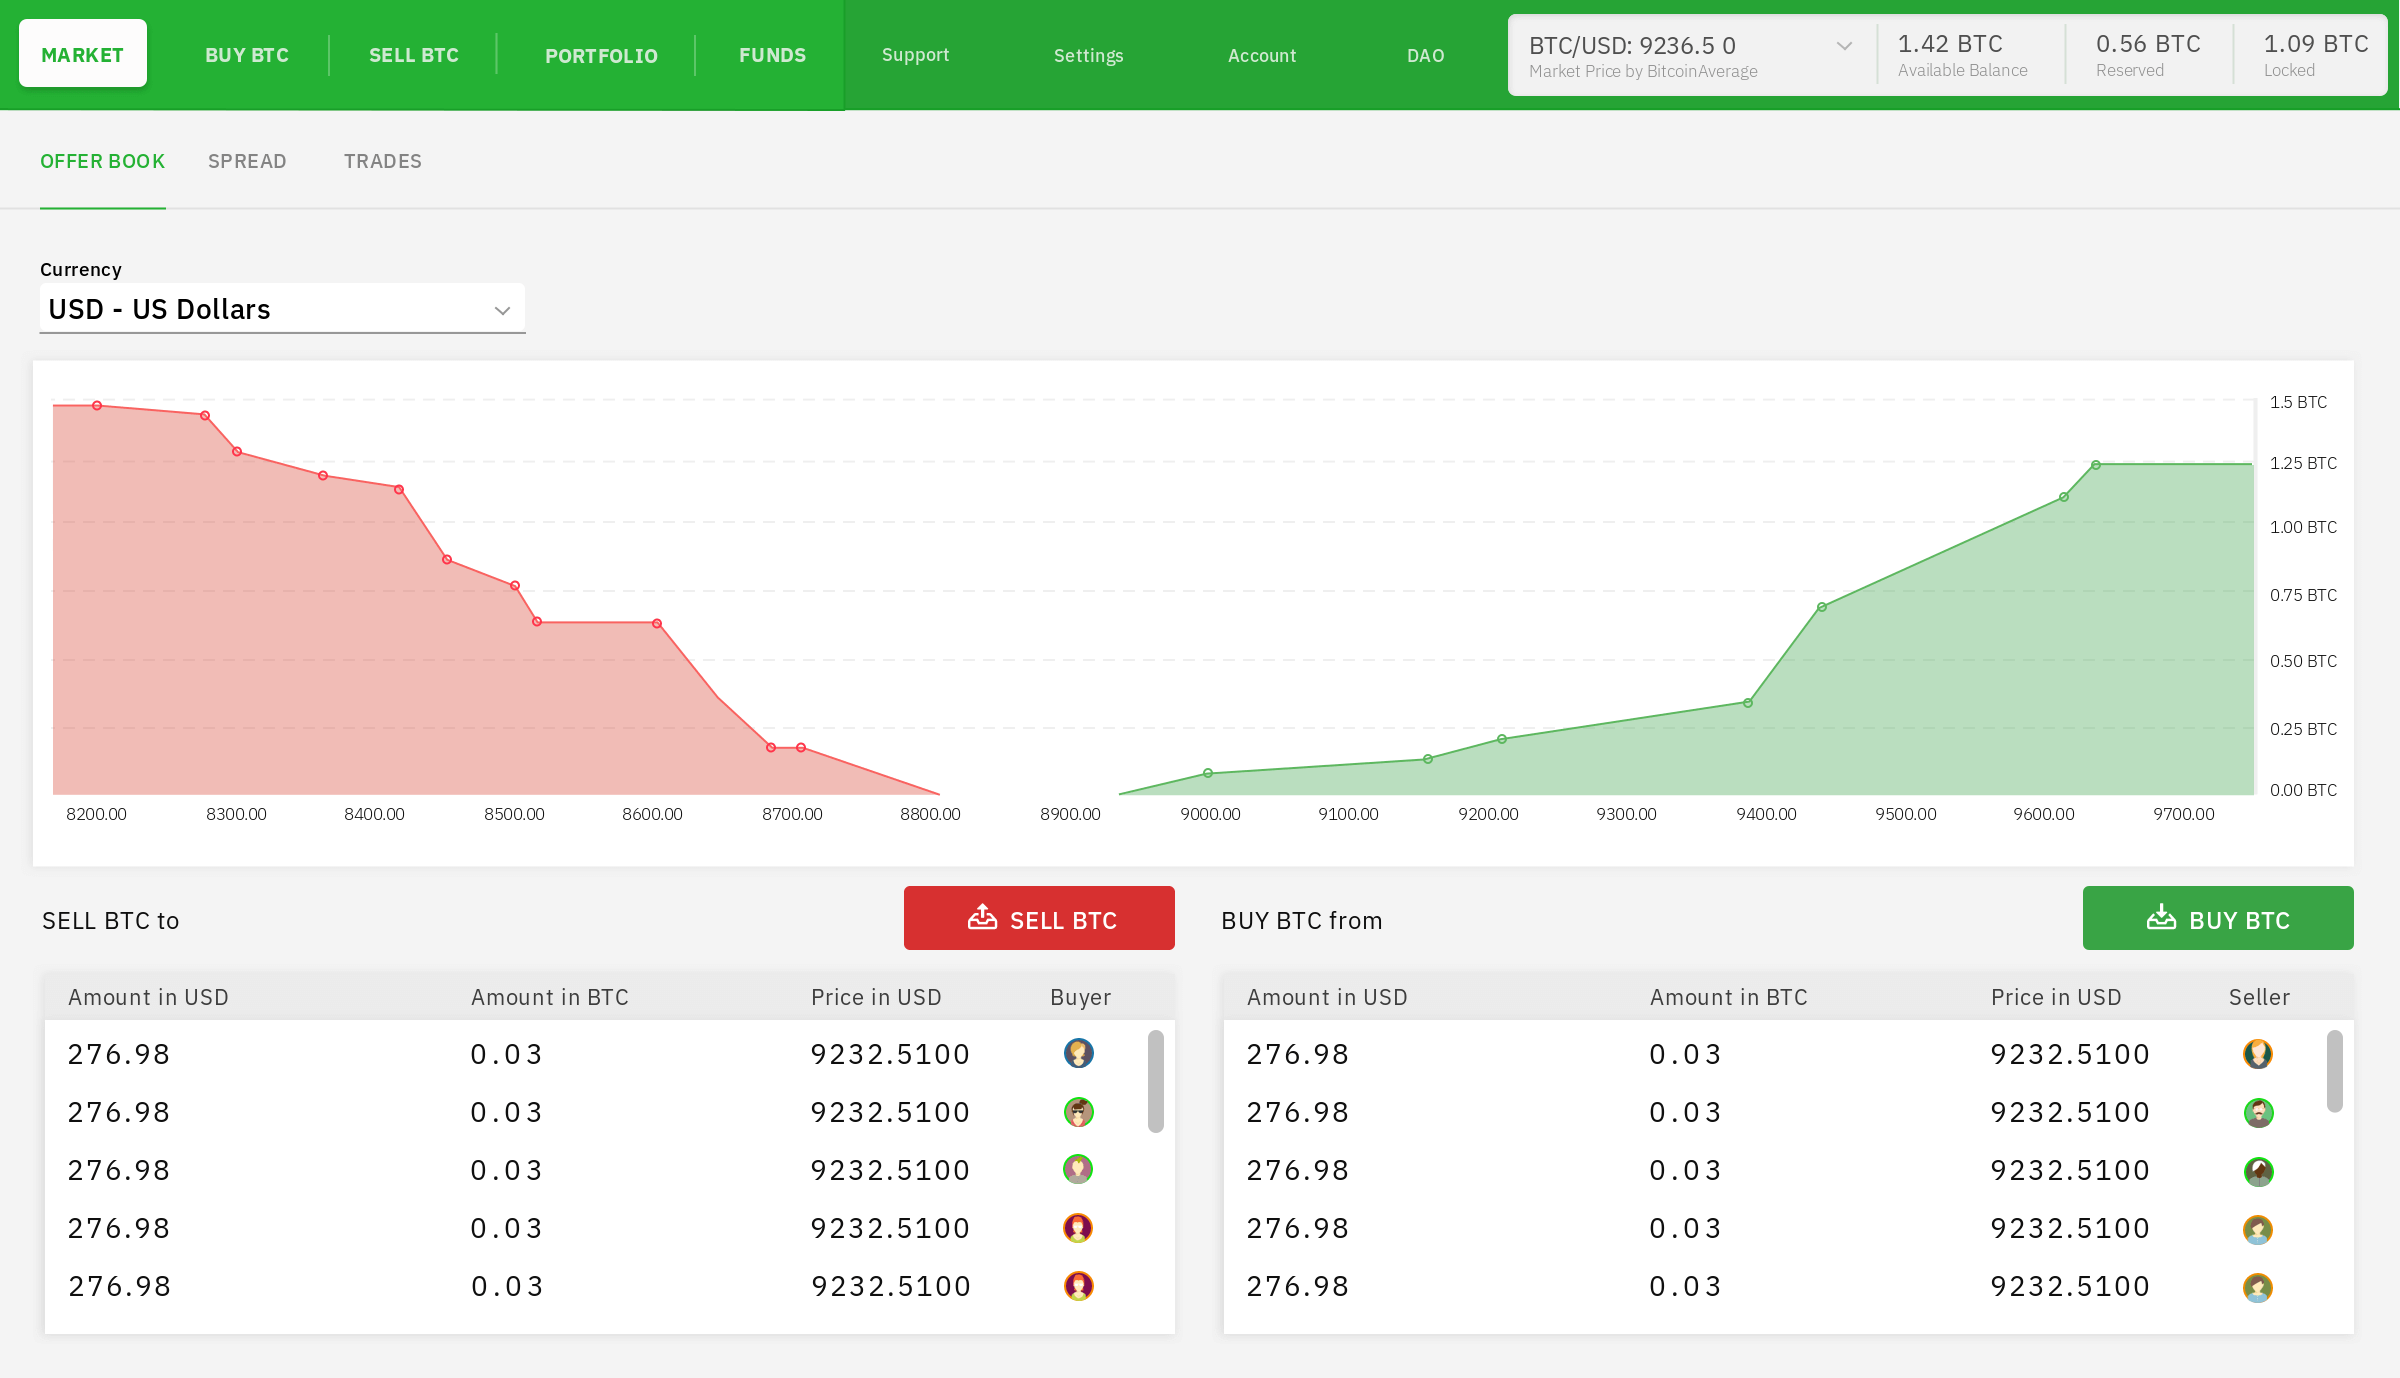 MARKET BUY BTC SELL BTC PORTFOLIO FUNDS Support Settings Account DAO
BTC/USD: 9236.5 0 1.42 BTC 0.56 BTC 1.09 BTC
Market Price by BitcoinAverage Available Balance Reserved Locked
OFFER BOOK SPREAD TRADES
Currency
USD - US Dollars
1.5 BTC
1.25 BTC
1.00 BTC
0.75 BTC
0.50 BTC
0.25 BTC
0.00 BTC
8200.00 8300.00 8400.00 8500.00 8600.00 8700.00 8800.00 8900.00 9000.00 9100.00 9200.00 9300.00 9400.00 9500.00 9600.00 9700.00
SELL BTC to SELL BTC BUY BTC from BUY BTC
Amount in USD Amount in BTC Price in USD Buyer Amount in USD Amount in BTC Price in USD Seller
276.98 0.03 9232.5100 276.98 0.03 9232.5100
276.98 0.03 9232.5100 276.98 0.03 9232.5100
276.98 0.03 9232.5100 276.98 0.03 9232.5100
276.98 0.03 9232.5100 276.98 0.03 9232.5100
276.98 0.03 9232.5100 276.98 0.03 9232.5100